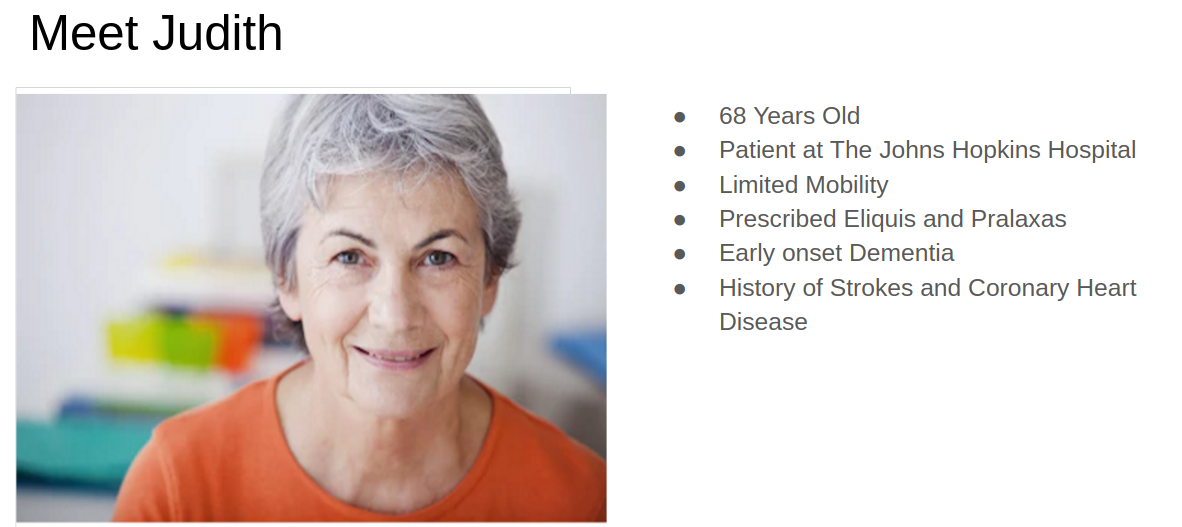 Meet Judith
● 68 Years Old
● Patient at The Johns Hopkins Hospital
● Limited Mobility
● Prescribed Eliquis and Pralaxas
● Early onset Dementia
● History of Strokes and Coronary Heart
Disease